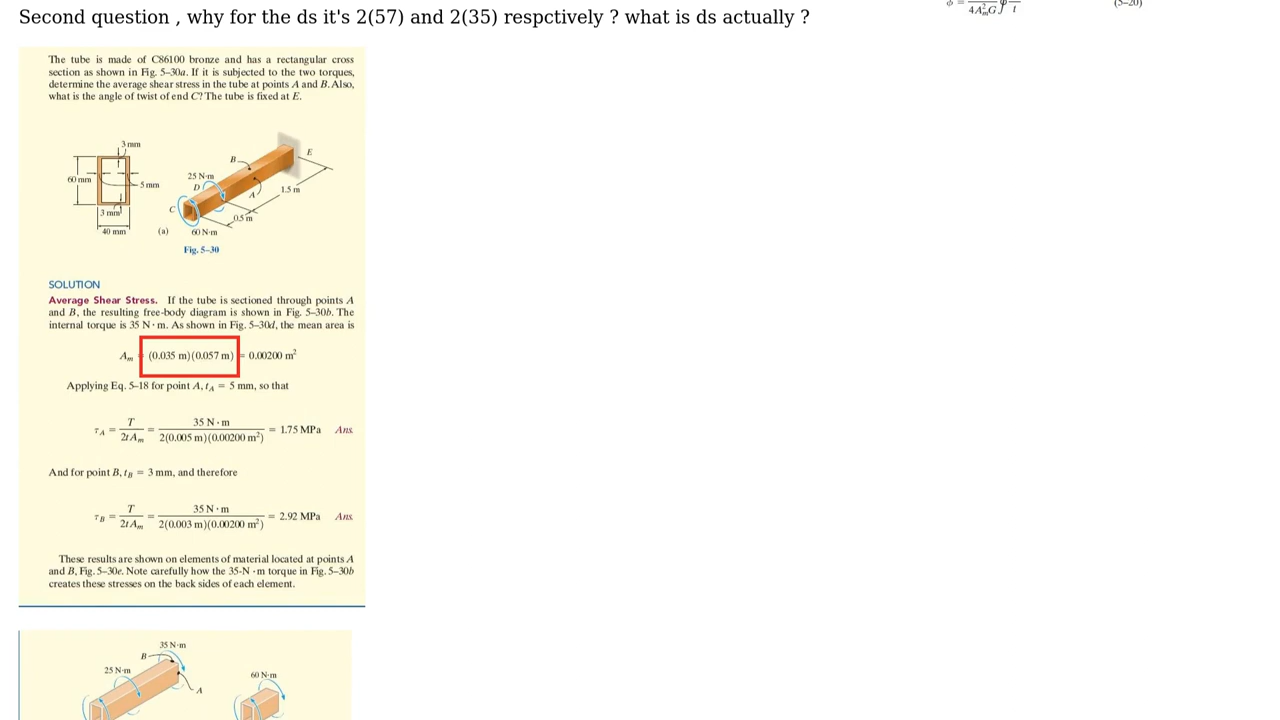 Second question , why for the ds it's 2(57) and 2(35) respctively ? what is ds actually ?
4A²ₘG t
(5–20)
The tube is made of C86100 bronze and has a rectangular cross
section as shown in Fig. 5–30a. If it is subjected to the two torques,
determine the average shear stress in the tube at points A and B. Also,
what is the angle of twist of end C? The tube is fixed at E.
3 mm
60 mm
5 mm
3 mm
40 mm
(a)
B
E
25 N·m
D
A
1.5 m
C
0.5 m
60 N·m
Fig. 5–30
SOLUTION
Average Shear Stress. If the tube is sectioned through points A
and B, the resulting free-body diagram is shown in Fig. 5–30b. The
internal torque is 35 N·m. As shown in Fig. 5–30d, the mean area is
Aₘ = (0.035 m)(0.057 m) = 0.00200 m²
Applying Eq. 5–18 for point A, t_A = 5 mm, so that
τ_A = T / 2tAₘ = 35 N·m / 2(0.005 m)(0.00200 m²) = 1.75 MPa Ans.
And for point B, t_B = 3 mm, and therefore
τ_B = T / 2tAₘ = 35 N·m / 2(0.003 m)(0.00200 m²) = 2.92 MPa Ans.
These results are shown on elements of material located at points A
and B, Fig. 5–30e. Note carefully how the 35-N·m torque in Fig. 5–30b
creates these stresses on the back sides of each element.
35 N·m
B
25 N·m
A
60 N·m